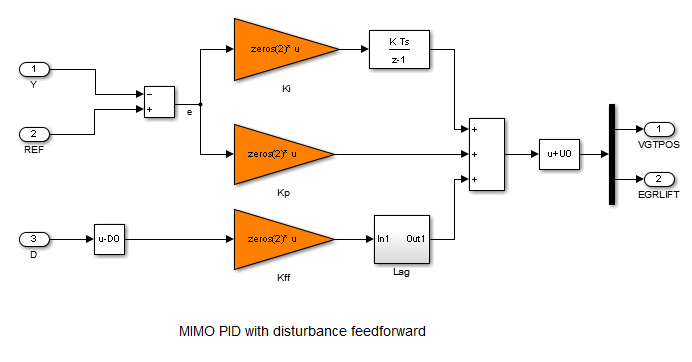 zeros(2)* u
K Ts
z-1
Ki
1
Y
−
+
e
2
REF
zeros(2)* u
Kp
+
+
+
u+U0
1
VGTPOS
2
EGRLIFT
3
D
u-D0
zeros(2)* u
Kff
In1 Out1
Lag
MIMO PID with disturbance feedforward